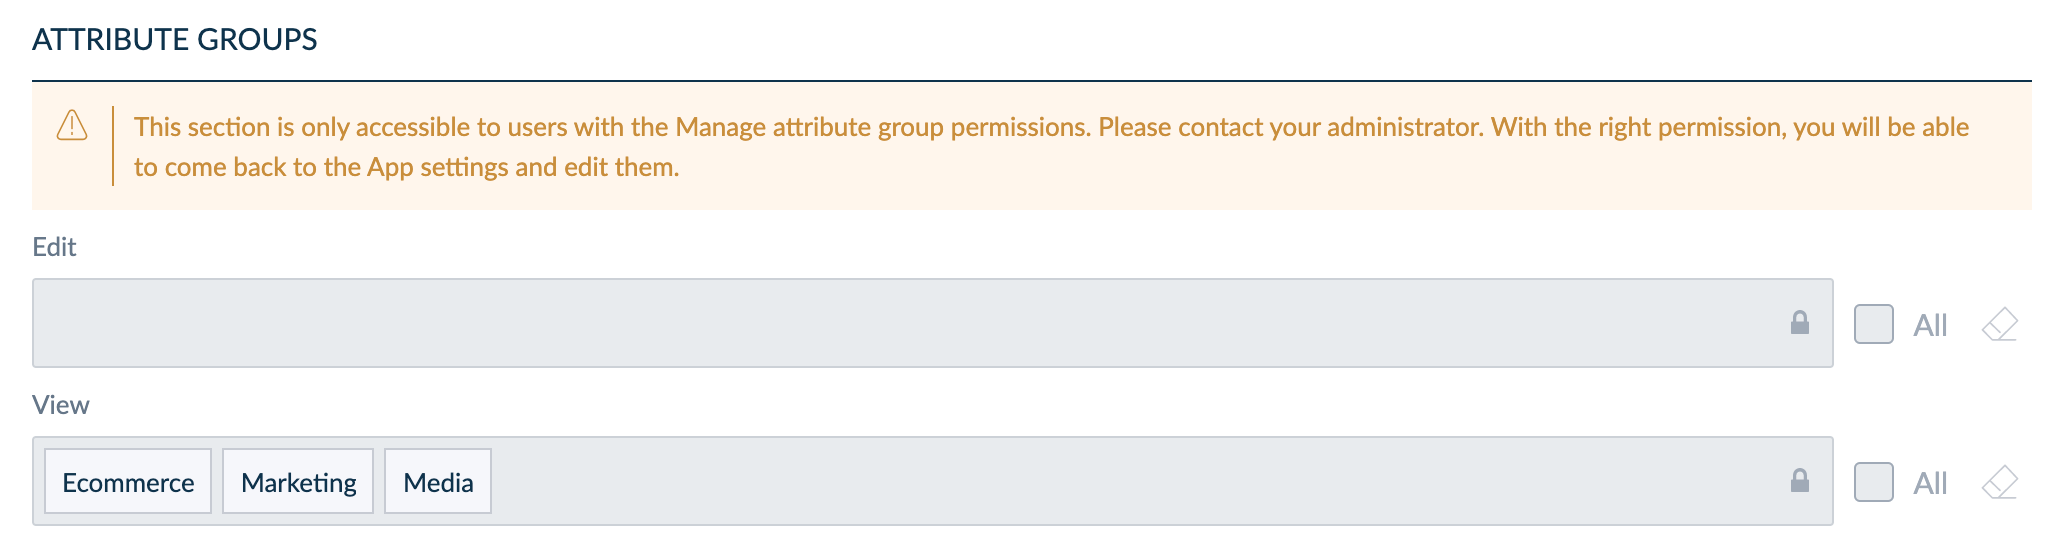 ATTRIBUTE GROUPS
This section is only accessible to users with the Manage attribute group permissions. Please contact your administrator. With the right permission, you will be able
to come back to the App settings and edit them.
Edit
All
View
Ecommerce Marketing Media All